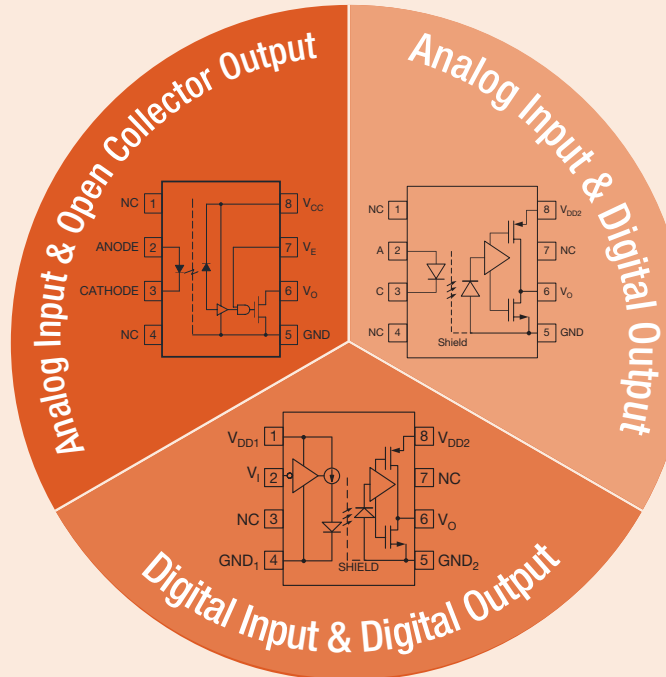 Analog Input & Open Collector Output
NC 1
ANODE 2
CATHODE 3
NC 4
8 VCC
7 VE
6 VO
5 GND
Analog Input & Digital Output
NC 1
A 2
C 3
NC 4
8 VDD2
7 NC
6 VO
5 GND
Shield
VDD1 1
VI 2
NC 3
GND1 4
8 VDD2
7 NC
6 VO
5 GND2
SHIELD
Digital Input & Digital Output